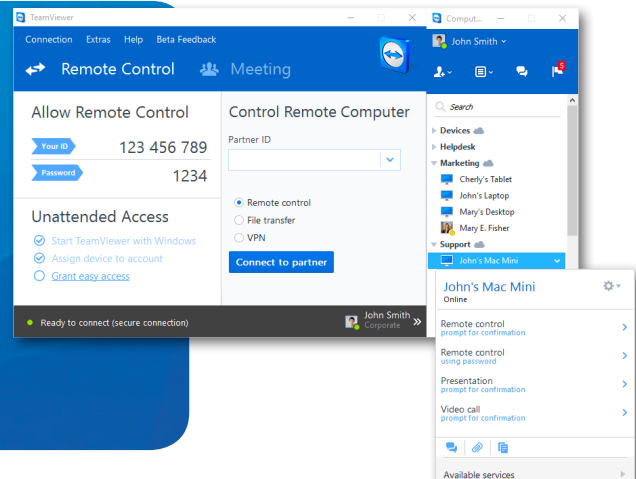 TeamViewer
Connection Extras Help Beta Feedback
Remote Control Meeting
Allow Remote Control
Your ID 123 456 789
Password 1234
Unattended Access
Start TeamViewer with Windows
Assign device to account
Grant easy access
Control Remote Computer
Partner ID
Remote control
File transfer
VPN
Connect to partner
Ready to connect (secure connection)
John Smith
Corporate
Comput...
John Smith
5
Search
Devices
Helpdesk
Marketing
Cherly's Tablet
John's Laptop
Mary's Desktop
Mary E. Fisher
Support
John's Mac Mini
John's Mac Mini
Online
Remote control
prompt for confirmation
Remote control
using password
Presentation
prompt for confirmation
Video call
prompt for confirmation
Available services